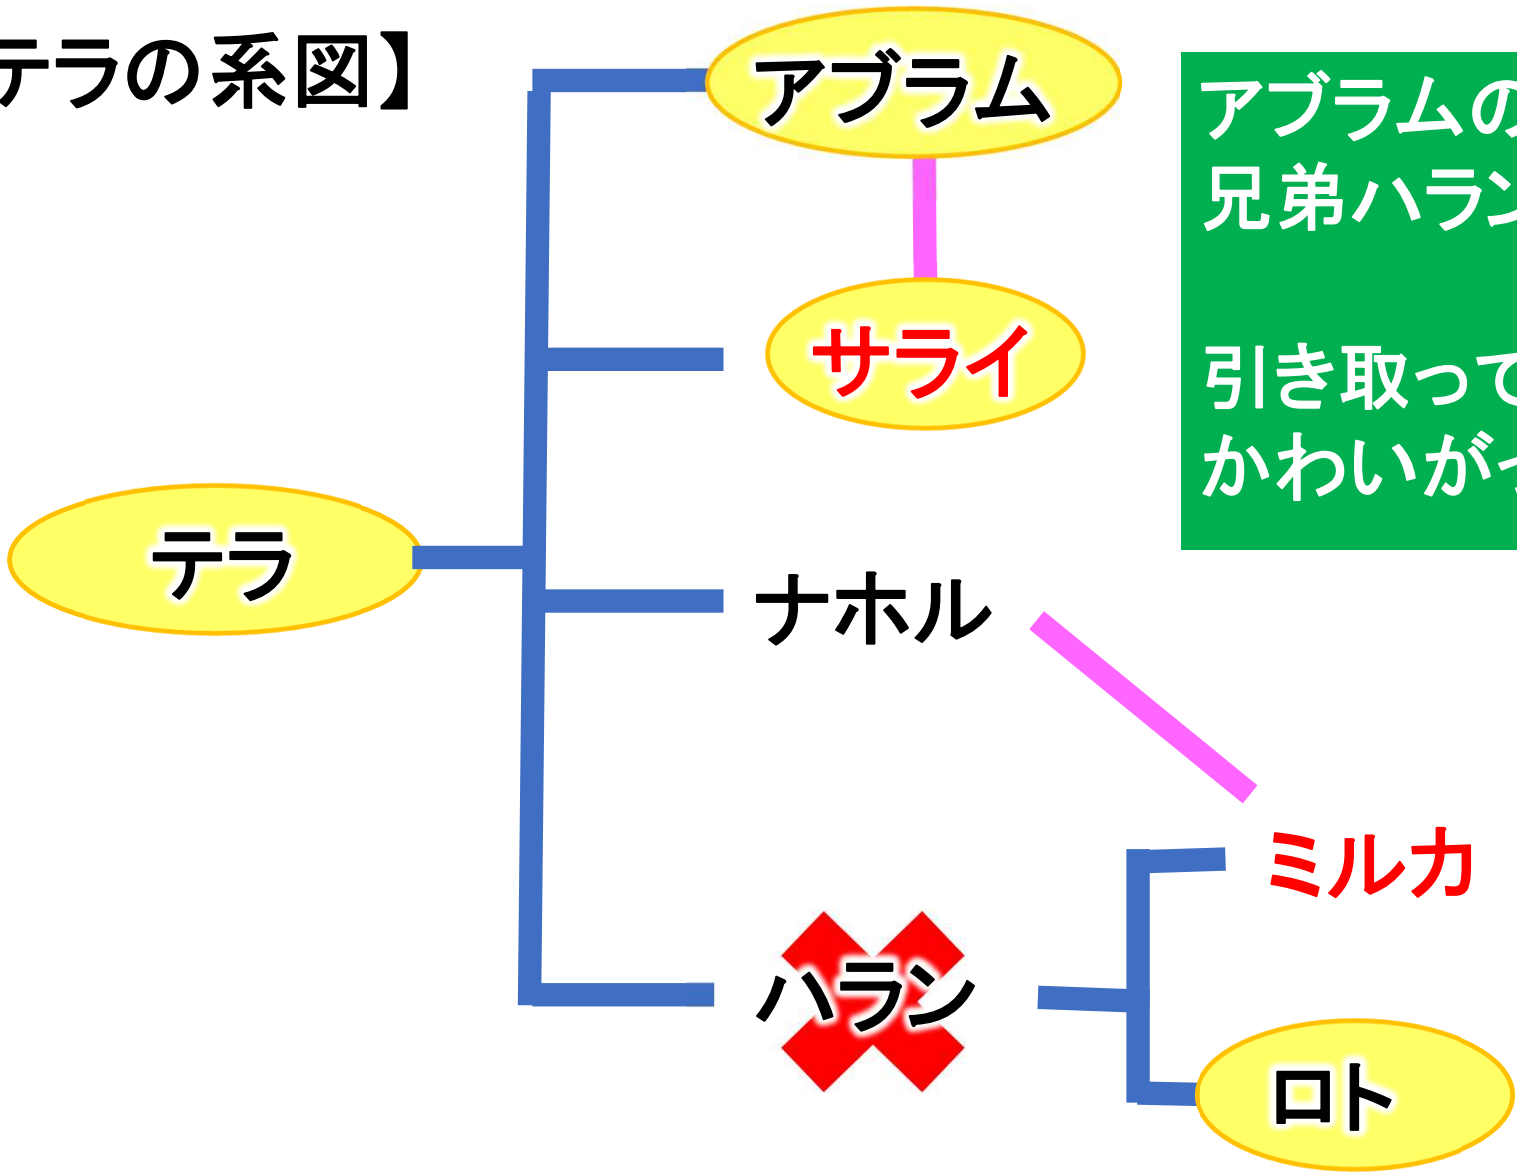 テラの系図】
アブラム
アブラムの
兄弟ハラン
サライ
引き取って
かわいがっ
テラ
ナホル
ミルカ
ハラン
ロト